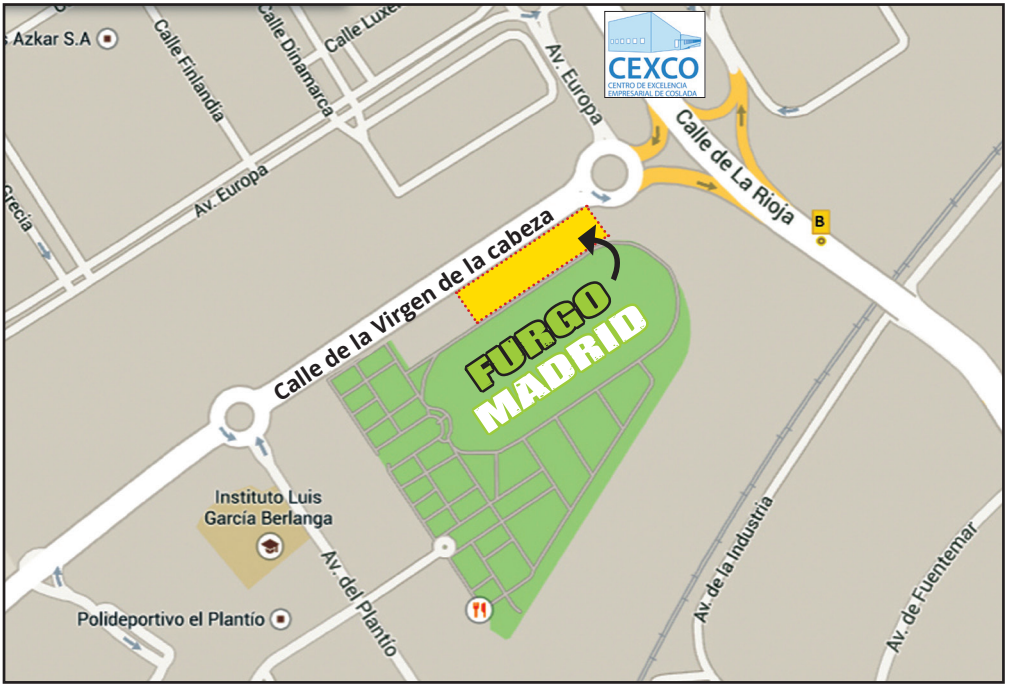 s Azkar S.A
Calle Finlandia
Calle Dinamarca
Calle Luxe
Av. Europa
CEXCO
CENTRO DE EXCELENCIA
EMPRESARIAL DE COSLADA
Calle de La Rioja
B
Grecia
Av. Europa
Calle de la Virgen de la cabeza
FURGO
MADRID
Instituto Luis
García Berlanga
Av. del Plantío
Polideportivo el Plantío
Av. de la Industria
Av. de Fuentemar